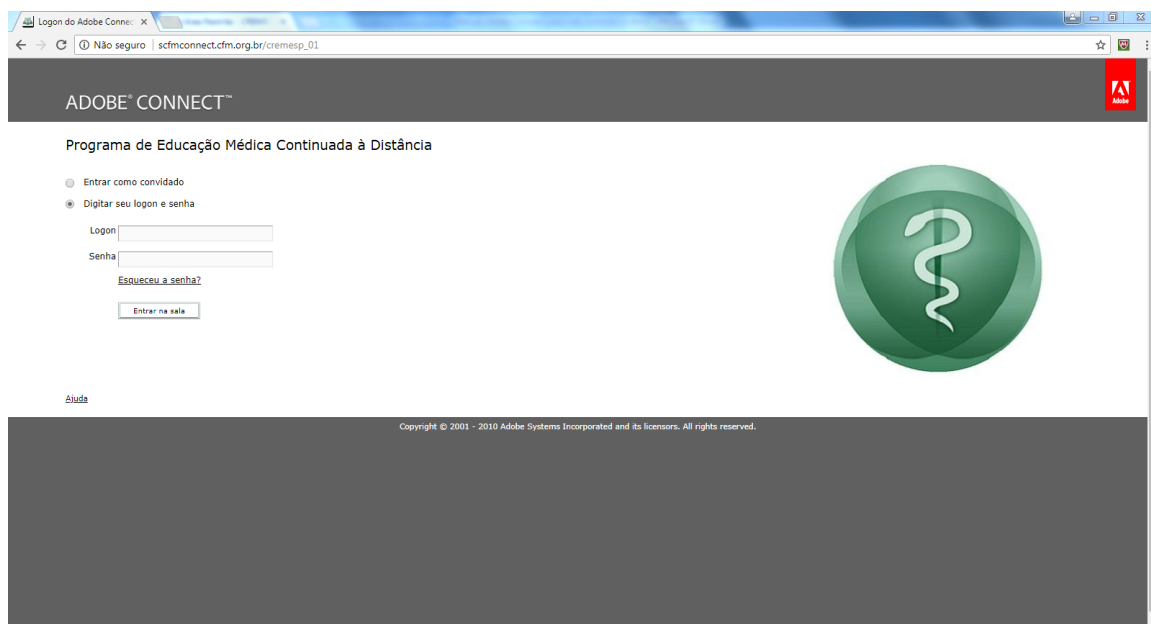 Logon do Adobe Connec
Não seguro | scfmconnect.cfm.org.br/cremesp_01
ADOBE® CONNECT™
Adobe
Programa de Educação Médica Continuada à Distância
Entrar como convidado
Digitar seu logon e senha
Logon
Senha
Esqueceu a senha?
Entrar na sala
Ajuda
Copyright © 2001 - 2010 Adobe Systems Incorporated and its licensors. All rights reserved.